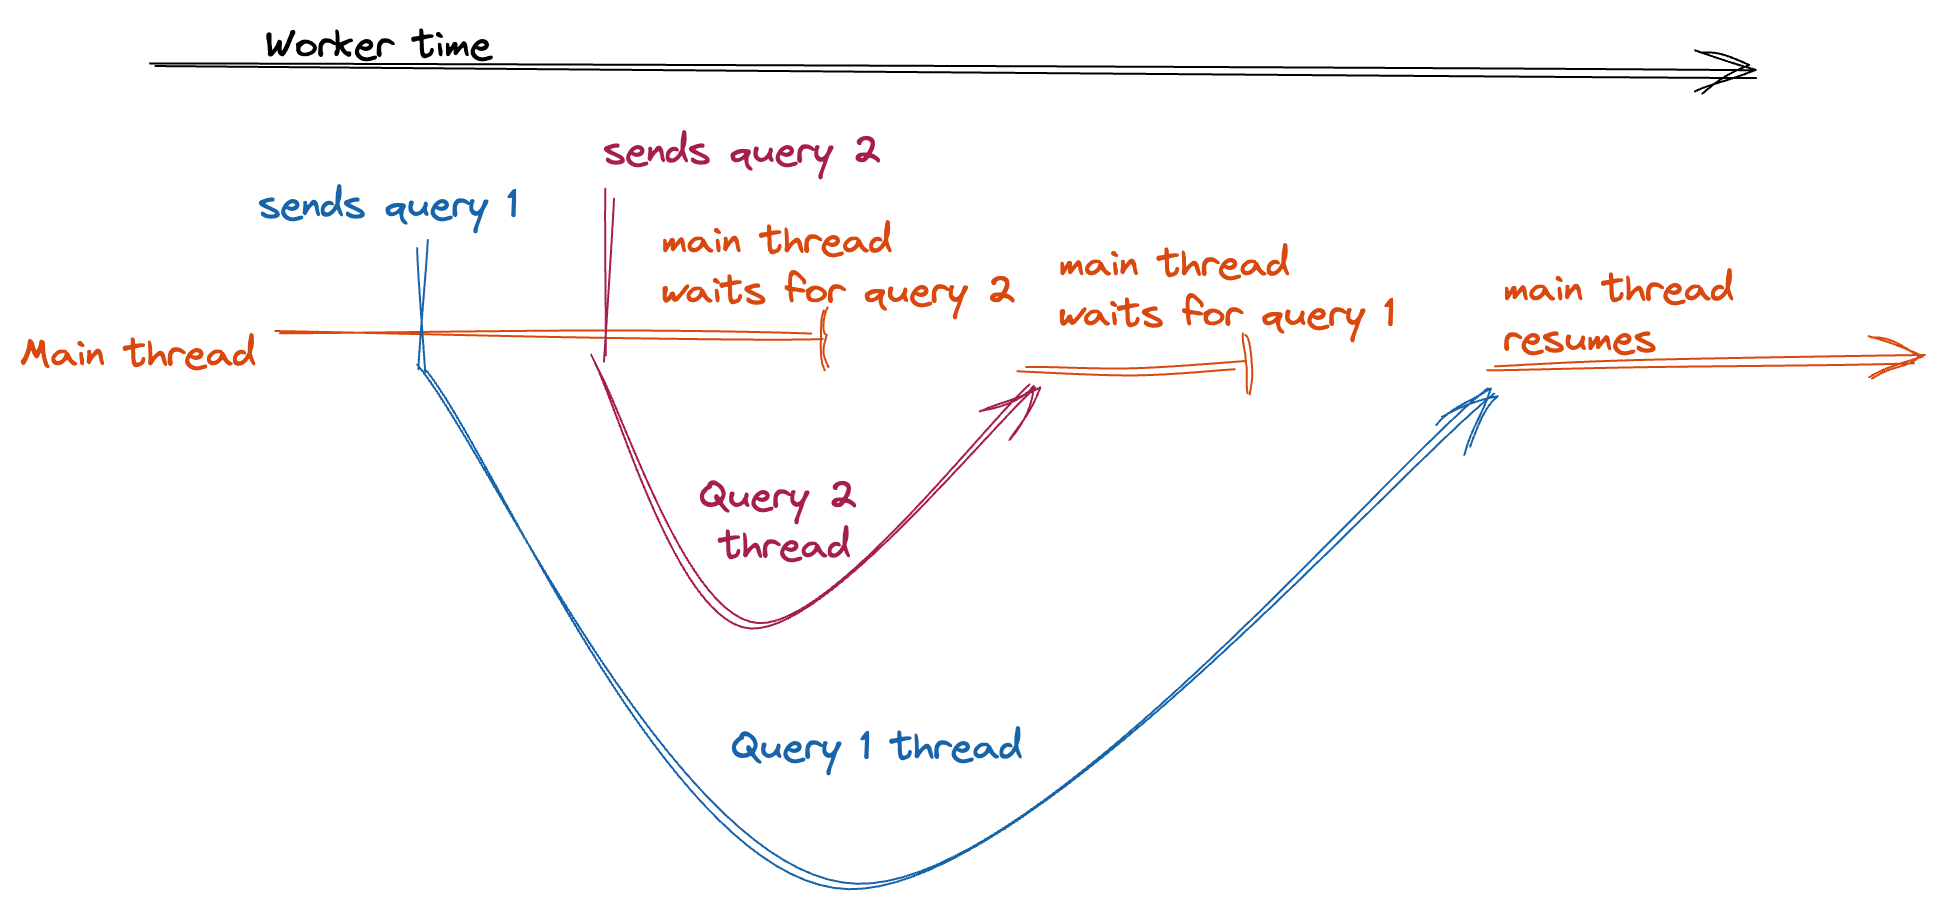 Worker time
sends query 2
sends query 1
main thread
waits for query 2
main thread
waits for query 1
main thread
resumes
Main thread
Query 2
thread
Query 1 thread